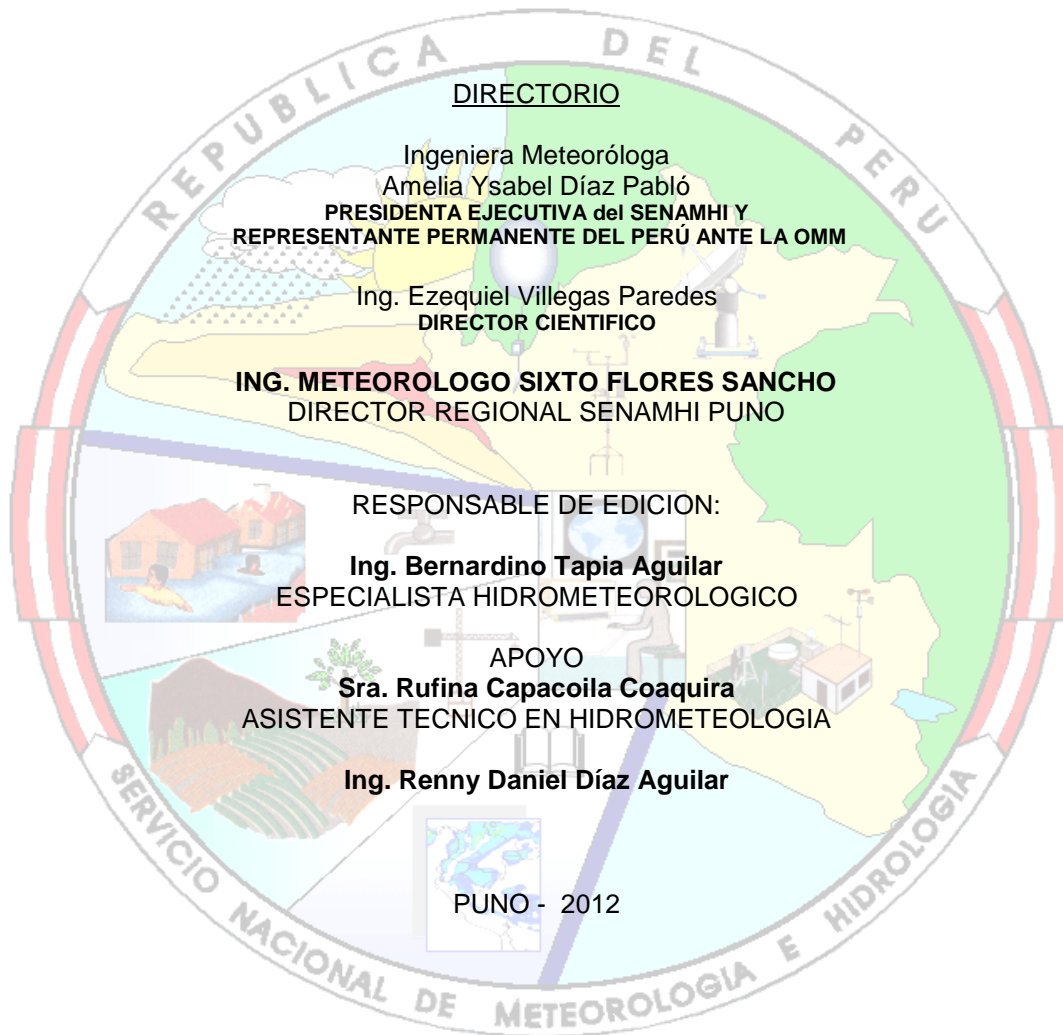 REPUBLICA DEL PERU
DIRECTORIO
Ingeniera Meteoróloga
Amelia Ysabel Díaz Pabló
PRESIDENTA EJECUTIVA del SENAMHI Y
REPRESENTANTE PERMANENTE DEL PERÚ ANTE LA OMM
Ing. Ezequiel Villegas Paredes
DIRECTOR CIENTIFICO
ING. METEOROLOGO SIXTO FLORES SANCHO
DIRECTOR REGIONAL SENAMHI PUNO
RESPONSABLE DE EDICION:
Ing. Bernardino Tapia Aguilar
ESPECIALISTA HIDROMETEOROLOGICO
APOYO
Sra. Rufina Capacoila Coaquira
ASISTENTE TECNICO EN HIDROMETEOLOGIA
Ing. Renny Daniel Díaz Aguilar
PUNO - 2012
SERVICIO NACIONAL DE METEOROLOGIA E HIDROLOGIA